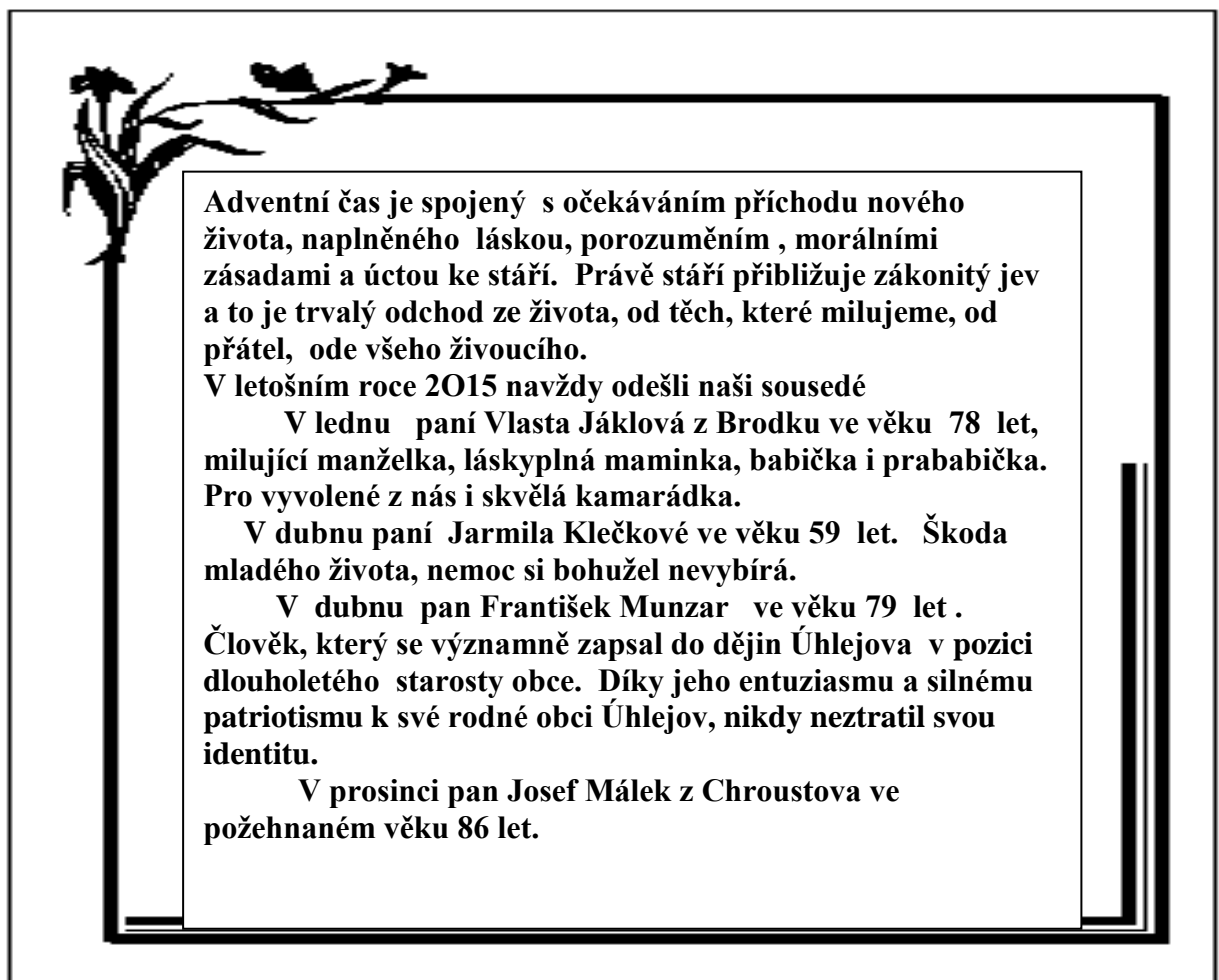 Adventní čas je spojený s očekáváním příchodu nového
života, naplněného láskou, porozuměním , morálními
zásadami a úctou ke stáří. Právě stáří přibližuje zákonitý jev
a to je trvalý odchod ze života, od těch, které milujeme, od
přátel, ode všeho živoucího.
V letošním roce 2O15 navždy odešli naši sousedé
V lednu paní Vlasta Jáklová z Brodku ve věku 78 let,
milující manželka, láskyplná maminka, babička i prababička.
Pro vyvolené z nás i skvělá kamarádka.
V dubnu paní Jarmila Klečkové ve věku 59 let. Škoda
mladého života, nemoc si bohužel nevybírá.
V dubnu pan František Munzar ve věku 79 let .
Člověk, který se významně zapsal do dějin Úhlejova v pozici
dlouholetého starosty obce. Díky jeho entuziasmu a silnému
patriotismu k své rodné obci Úhlejov, nikdy neztratil svou
identitu.
V prosinci pan Josef Málek z Chroustova ve
požehnaném věku 86 let.